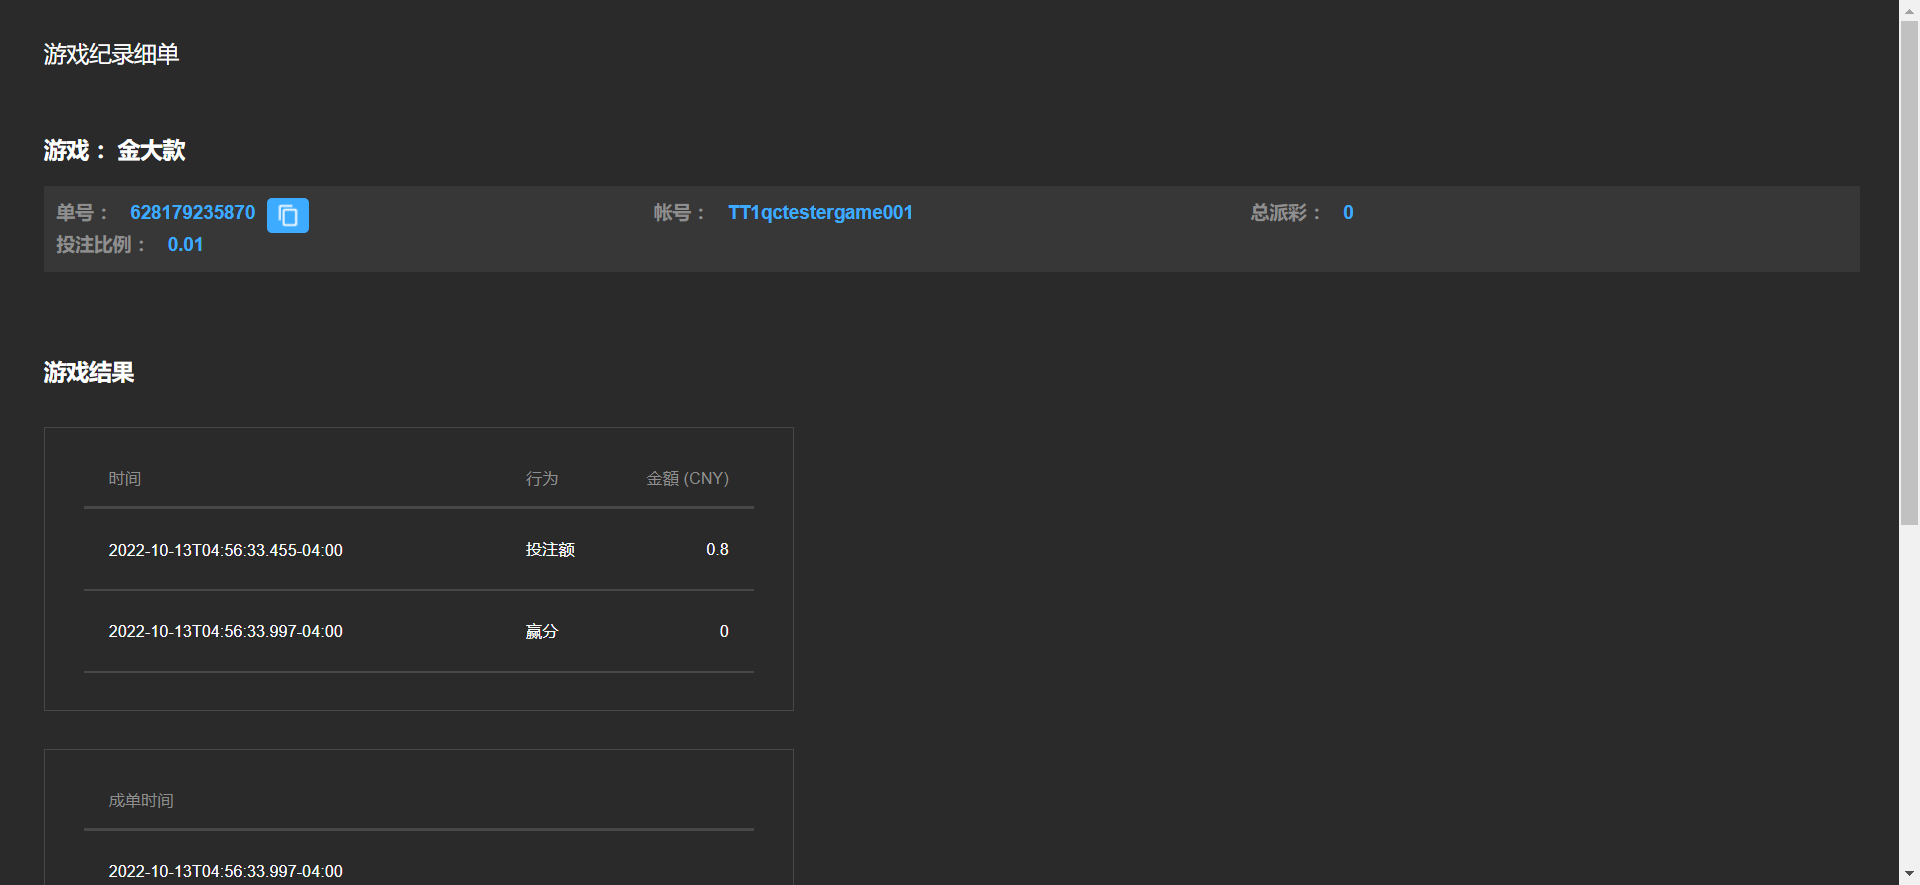 游戏纪录细单
游戏： 金大款
单号： 628179235870 帐号： TT1qctestergame001 总派彩： 0
投注比例： 0.01
游戏结果
时间 行为 金額 (CNY)
2022-10-13T04:56:33.455-04:00 投注额 0.8
2022-10-13T04:56:33.997-04:00 赢分 0
成单时间
2022-10-13T04:56:33.997-04:00